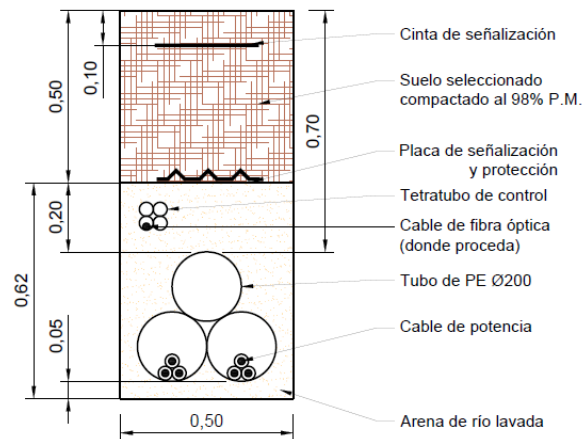 Cinta de señalización
Suelo seleccionado
compactado al 98% P.M.
Placa de señalización
y protección
Tetratubo de control
Cable de fibra óptica
(donde proceda)
Tubo de PE Ø200
Cable de potencia
Arena de río lavada
0,10
0,50
0,70
0,20
0,62
0,05
0,50